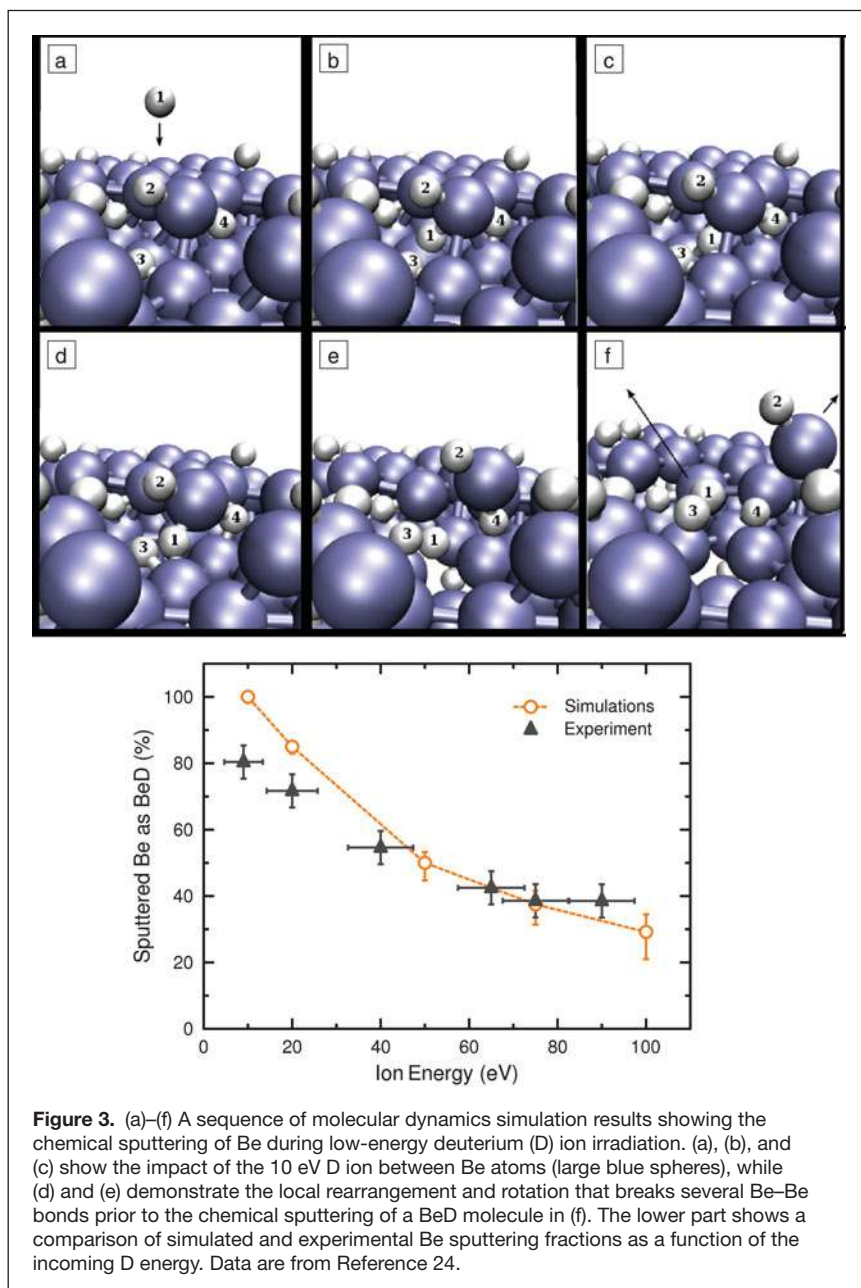 a
b
c
1
2
4
3
2
1
4
3
2
1
4
3
d
e
f
2
4
3
1
2
4
3
1
2
1
3
4
Sputtered Be as BeD (%)
100
80
60
40
20
0
Simulations
Experiment
0 20 40 60 80 100
Ion Energy (eV)
Figure 3. (a)–(f) A sequence of molecular dynamics simulation results showing the
chemical sputtering of Be during low-energy deuterium (D) ion irradiation. (a), (b), and
(c) show the impact of the 10 eV D ion between Be atoms (large blue spheres), while
(d) and (e) demonstrate the local rearrangement and rotation that breaks several Be–Be
bonds prior to the chemical sputtering of a BeD molecule in (f). The lower part shows a
comparison of simulated and experimental Be sputtering fractions as a function of the
incoming D energy. Data are from Reference 24.